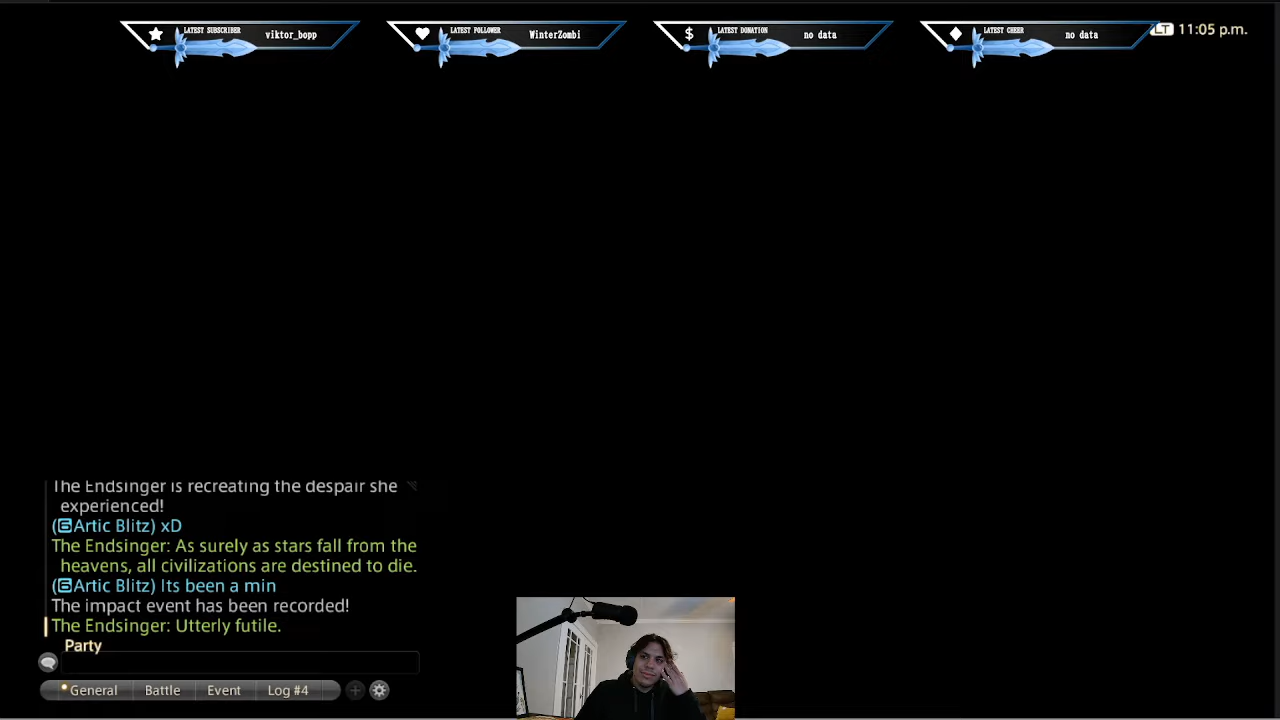 LATEST SUBSCRIBER viktor_bopp
LATEST FOLLOWER WinterZombi
$ LATEST DONATION no data
LATEST CHEER no data
LT 11:05 p.m.
The Endsinger is recreating the despair she
experienced!
(6Artic Blitz) xD
The Endsinger: As surely as stars fall from the
heavens, all civilizations are destined to die.
(6Artic Blitz) Its been a min
The impact event has been recorded!
The Endsinger: Utterly futile.
Party
General Battle Event Log #4